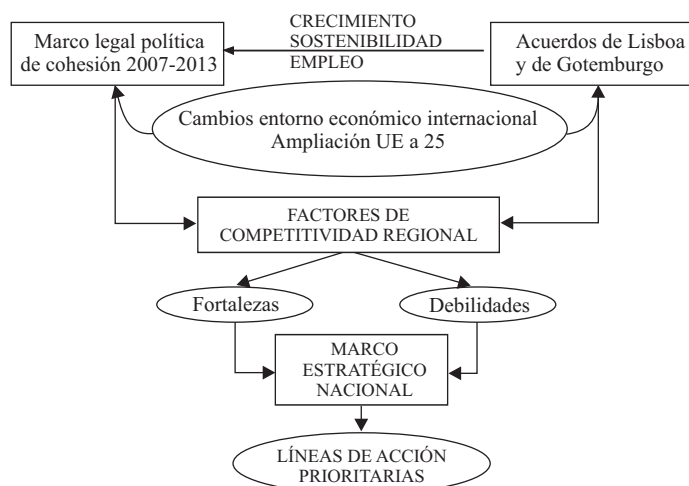 CRECIMIENTO
SOSTENIBILIDAD
EMPLEO
Marco legal política
de cohesión 2007-2013
Acuerdos de Lisboa
y de Gotemburgo
Cambios entorno económico internacional
Ampliación UE a 25
FACTORES DE
COMPETITIVIDAD REGIONAL
Fortalezas
Debilidades
MARCO
ESTRATÉGICO
NACIONAL
LÍNEAS DE ACCIÓN
PRIORITARIAS